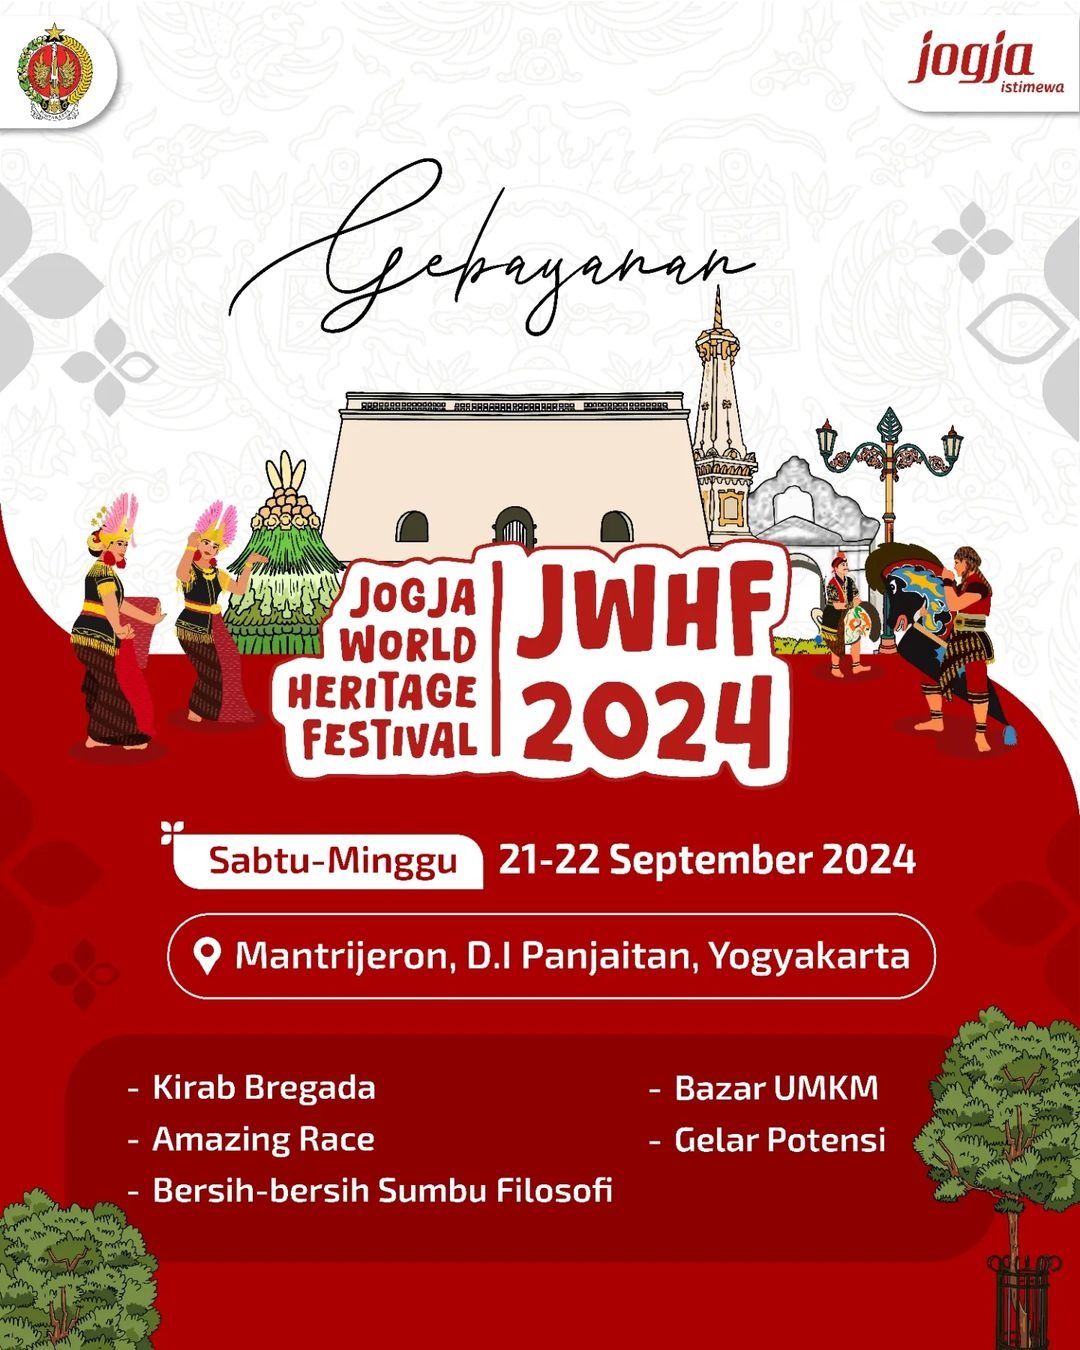 jogja
istimewa
Gebayanan
JOGJA
WORLD
HERITAGE
FESTIVAL
JWHF
2024
Sabtu-Minggu 21-22 September 2024
Mantrijeron, D.I Panjaitan, Yogyakarta
- Kirab Bregada
- Amazing Race
- Bersih-bersih Sumbu Filosofi
- Bazar UMKM
- Gelar Potensi